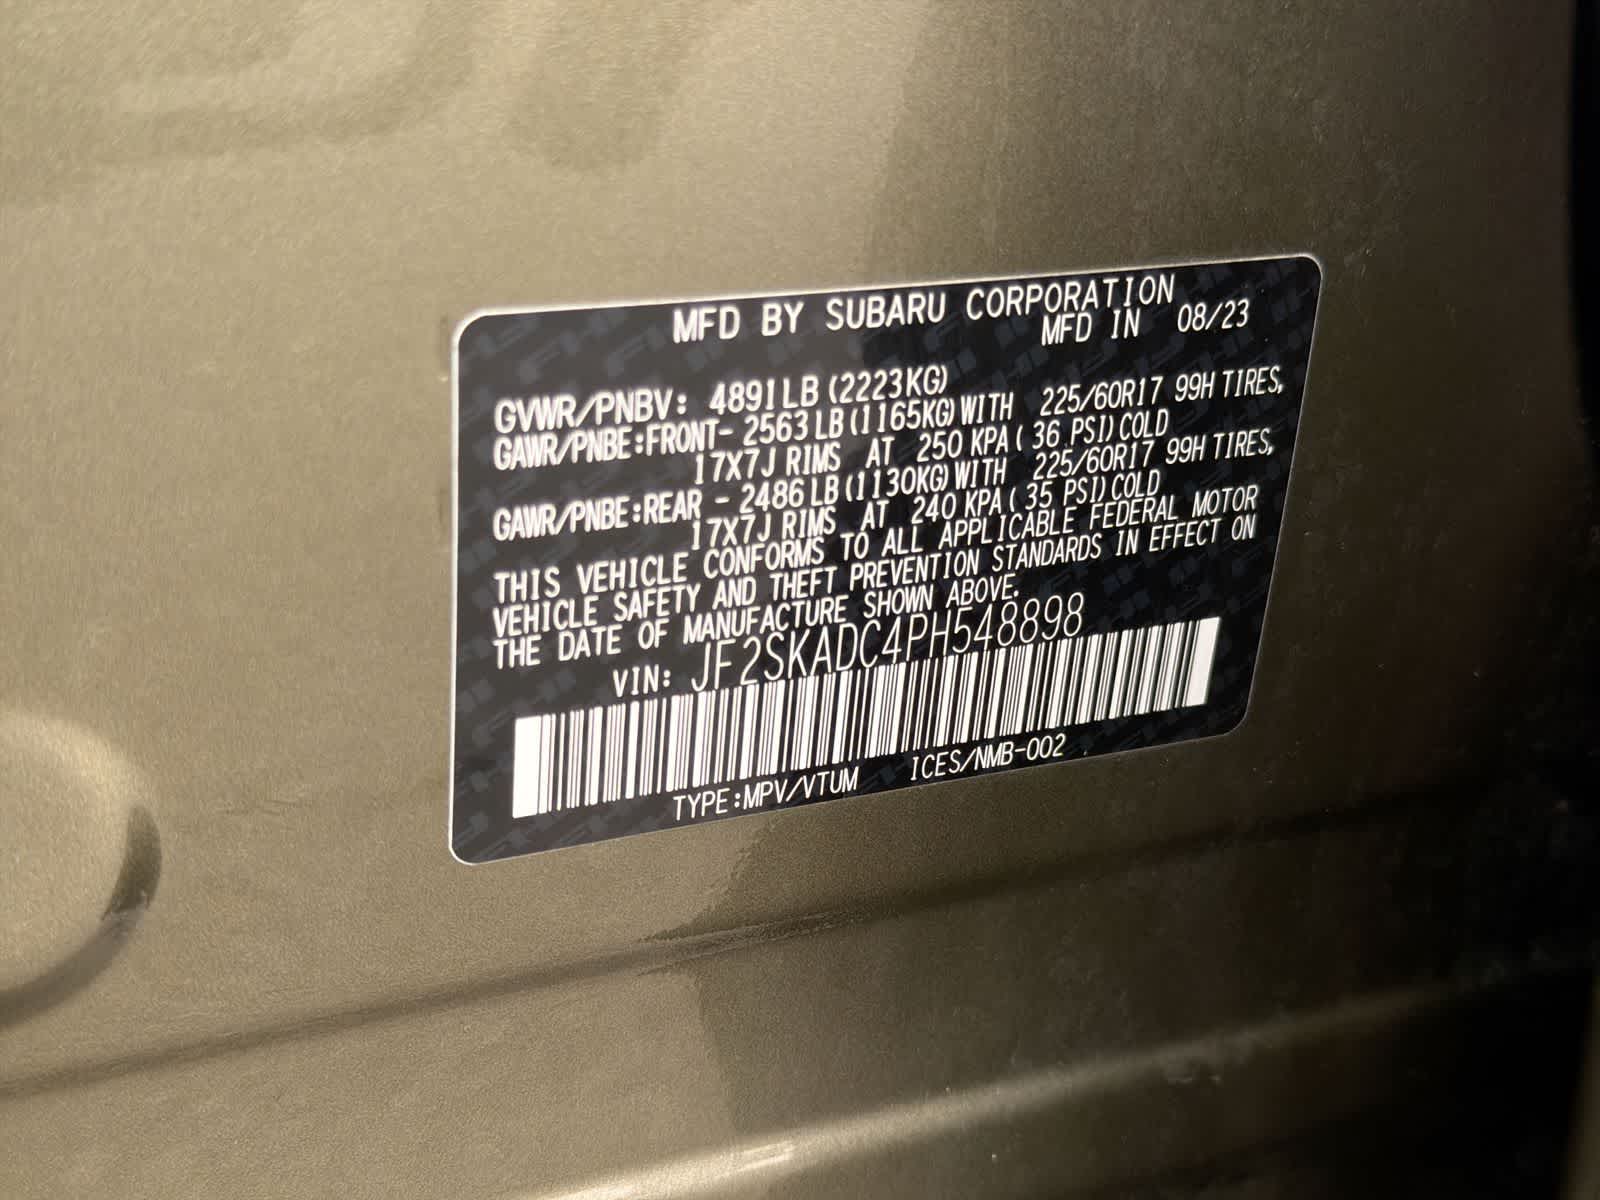 MFD BY SUBARU CORPORATION
MFD IN 08/23
GVWR/PNBV: 4891LB (2223KG)
GAWR/PNBE:FRONT- 2563LB (1165KG) WITH 225/60R17 99H TIRES,
17X7J RIMS AT 250 KPA ( 36 PSI) COLD
GAWR/PNBE:REAR - 2486LB (1130KG) WITH 225/60R17 99H TIRES,
17X7J RIMS AT 240 KPA ( 35 PSI) COLD
THIS VEHICLE CONFORMS TO ALL APPLICABLE FEDERAL MOTOR
VEHICLE SAFETY AND THEFT PREVENTION STANDARDS IN EFFECT ON
THE DATE OF MANUFACTURE SHOWN ABOVE.
VIN: JF2SKADC4PH548898
TYPE:MPV/VTUM ICES/NMB-002